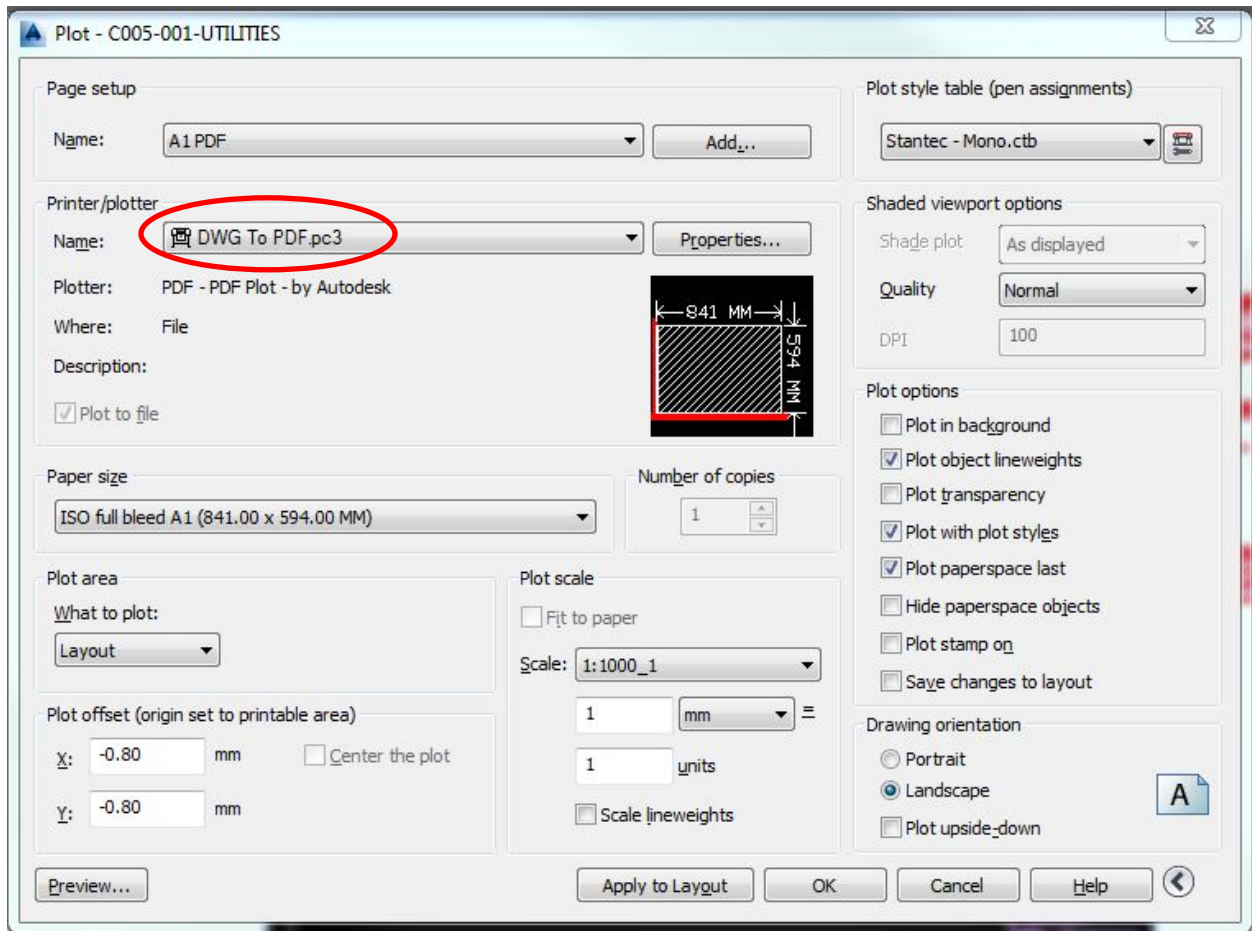 Plot - C005-001-UTILITIES
Page setup
Name: A1 PDF Add...
Plot style table (pen assignments)
Stantec - Mono.ctb
Printer/plotter
Name: DWG To PDF.pc3 Properties...
Plotter: PDF - PDF Plot - by Autodesk
Where: File
Description:
Plot to file
841 MM
594 MM
Shaded viewport options
Shade plot As displayed
Quality Normal
DPI 100
Paper size
ISO full bleed A1 (841.00 x 594.00 MM)
Number of copies
1
Plot options
Plot in background
Plot object lineweights
Plot transparency
Plot with plot styles
Plot paperspace last
Hide paperspace objects
Plot stamp on
Save changes to layout
Plot area
What to plot:
Layout
Plot scale
Fit to paper
Scale: 1:1000_1
1 mm =
1 units
Scale lineweights
Plot offset (origin set to printable area)
X: -0.80 mm Center the plot
Y: -0.80 mm
Drawing orientation
Portrait
Landscape
Plot upside-down
A
Preview... Apply to Layout OK Cancel Help